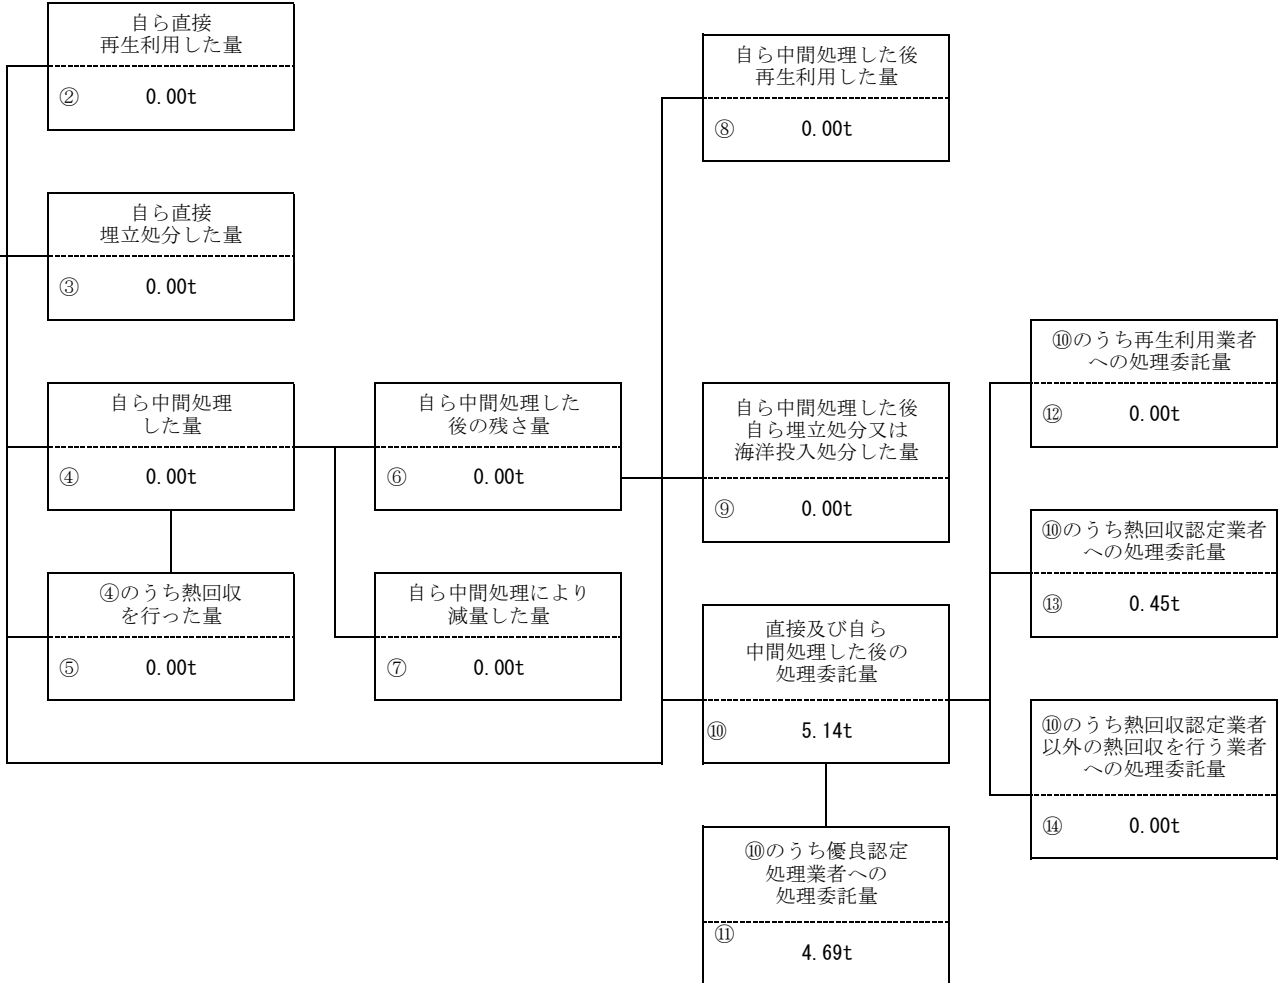 自ら直接
再生利用した量
② 0.00t
自ら直接
埋立処分した量
③ 0.00t
自ら中間処理
した量
④ 0.00t
④のうち熱回収
を行った量
⑤ 0.00t
自ら中間処理した
後の残さ量
⑥ 0.00t
自ら中間処理により
減量した量
⑦ 0.00t
自ら中間処理した後
再生利用した量
⑧ 0.00t
自ら中間処理した後
自ら埋立処分又は
海洋投入処分した量
⑨ 0.00t
直接及び自ら
中間処理した後の
処理委託量
⑩ 5.14t
⑩のうち優良認定
処理業者への
処理委託量
⑪ 4.69t
⑩のうち再生利用業者
への処理委託量
⑫ 0.00t
⑩のうち熱回収認定業者
への処理委託量
⑬ 0.45t
⑩のうち熱回収認定業者
以外の熱回収を行う業者
への処理委託量
⑭ 0.00t